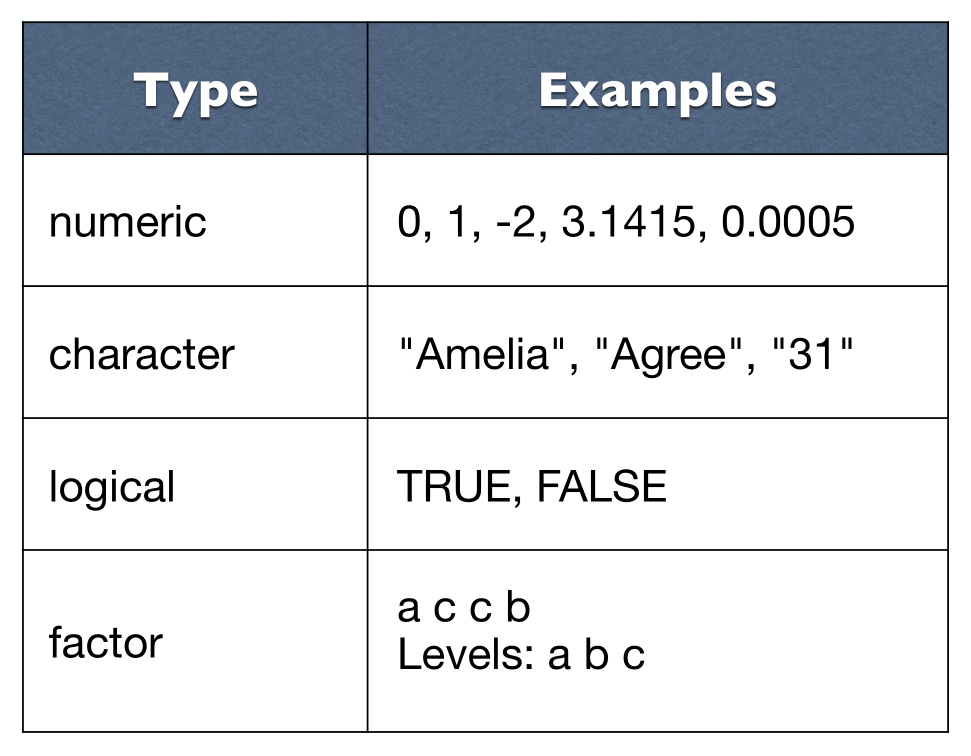 Type Examples
numeric 0, 1, -2, 3.1415, 0.0005
character "Amelia", "Agree", "31"
logical TRUE, FALSE
factor a c c b
Levels: a b c